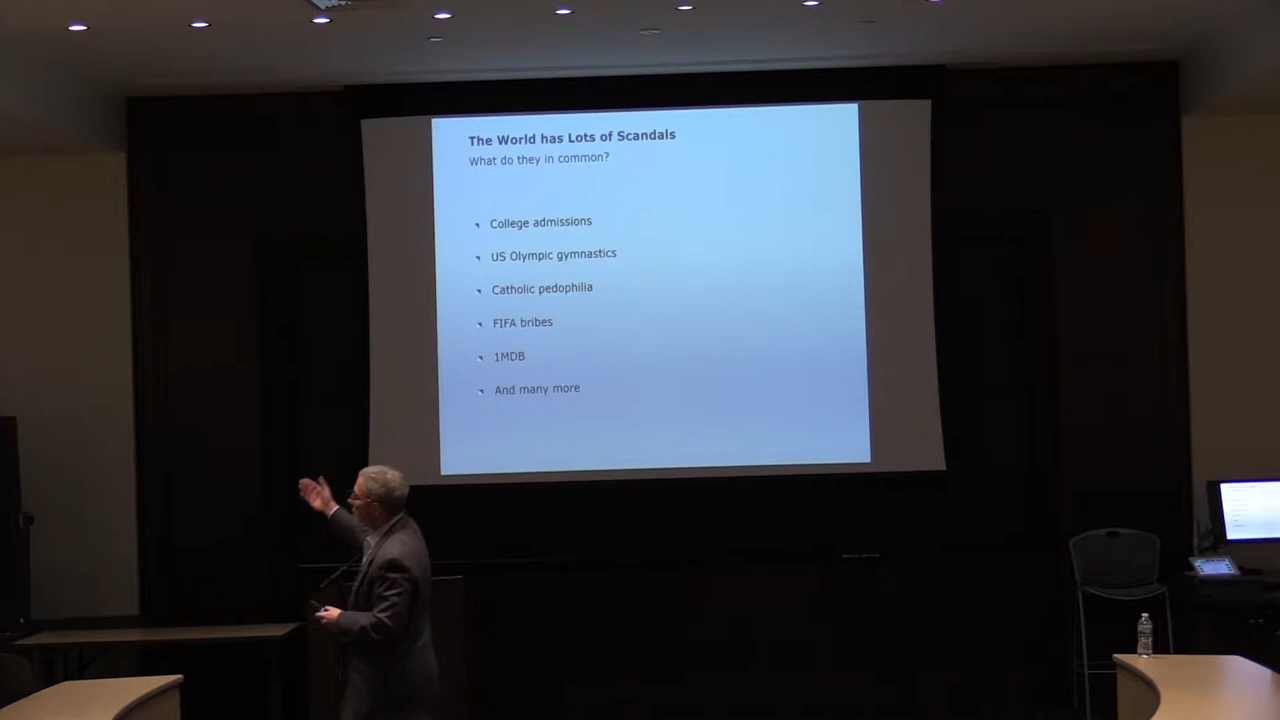 The World has Lots of Scandals
What do they in common?
College admissions
US Olympic gymnastics
Catholic pedophilia
FIFA bribes
1MDB
And many more